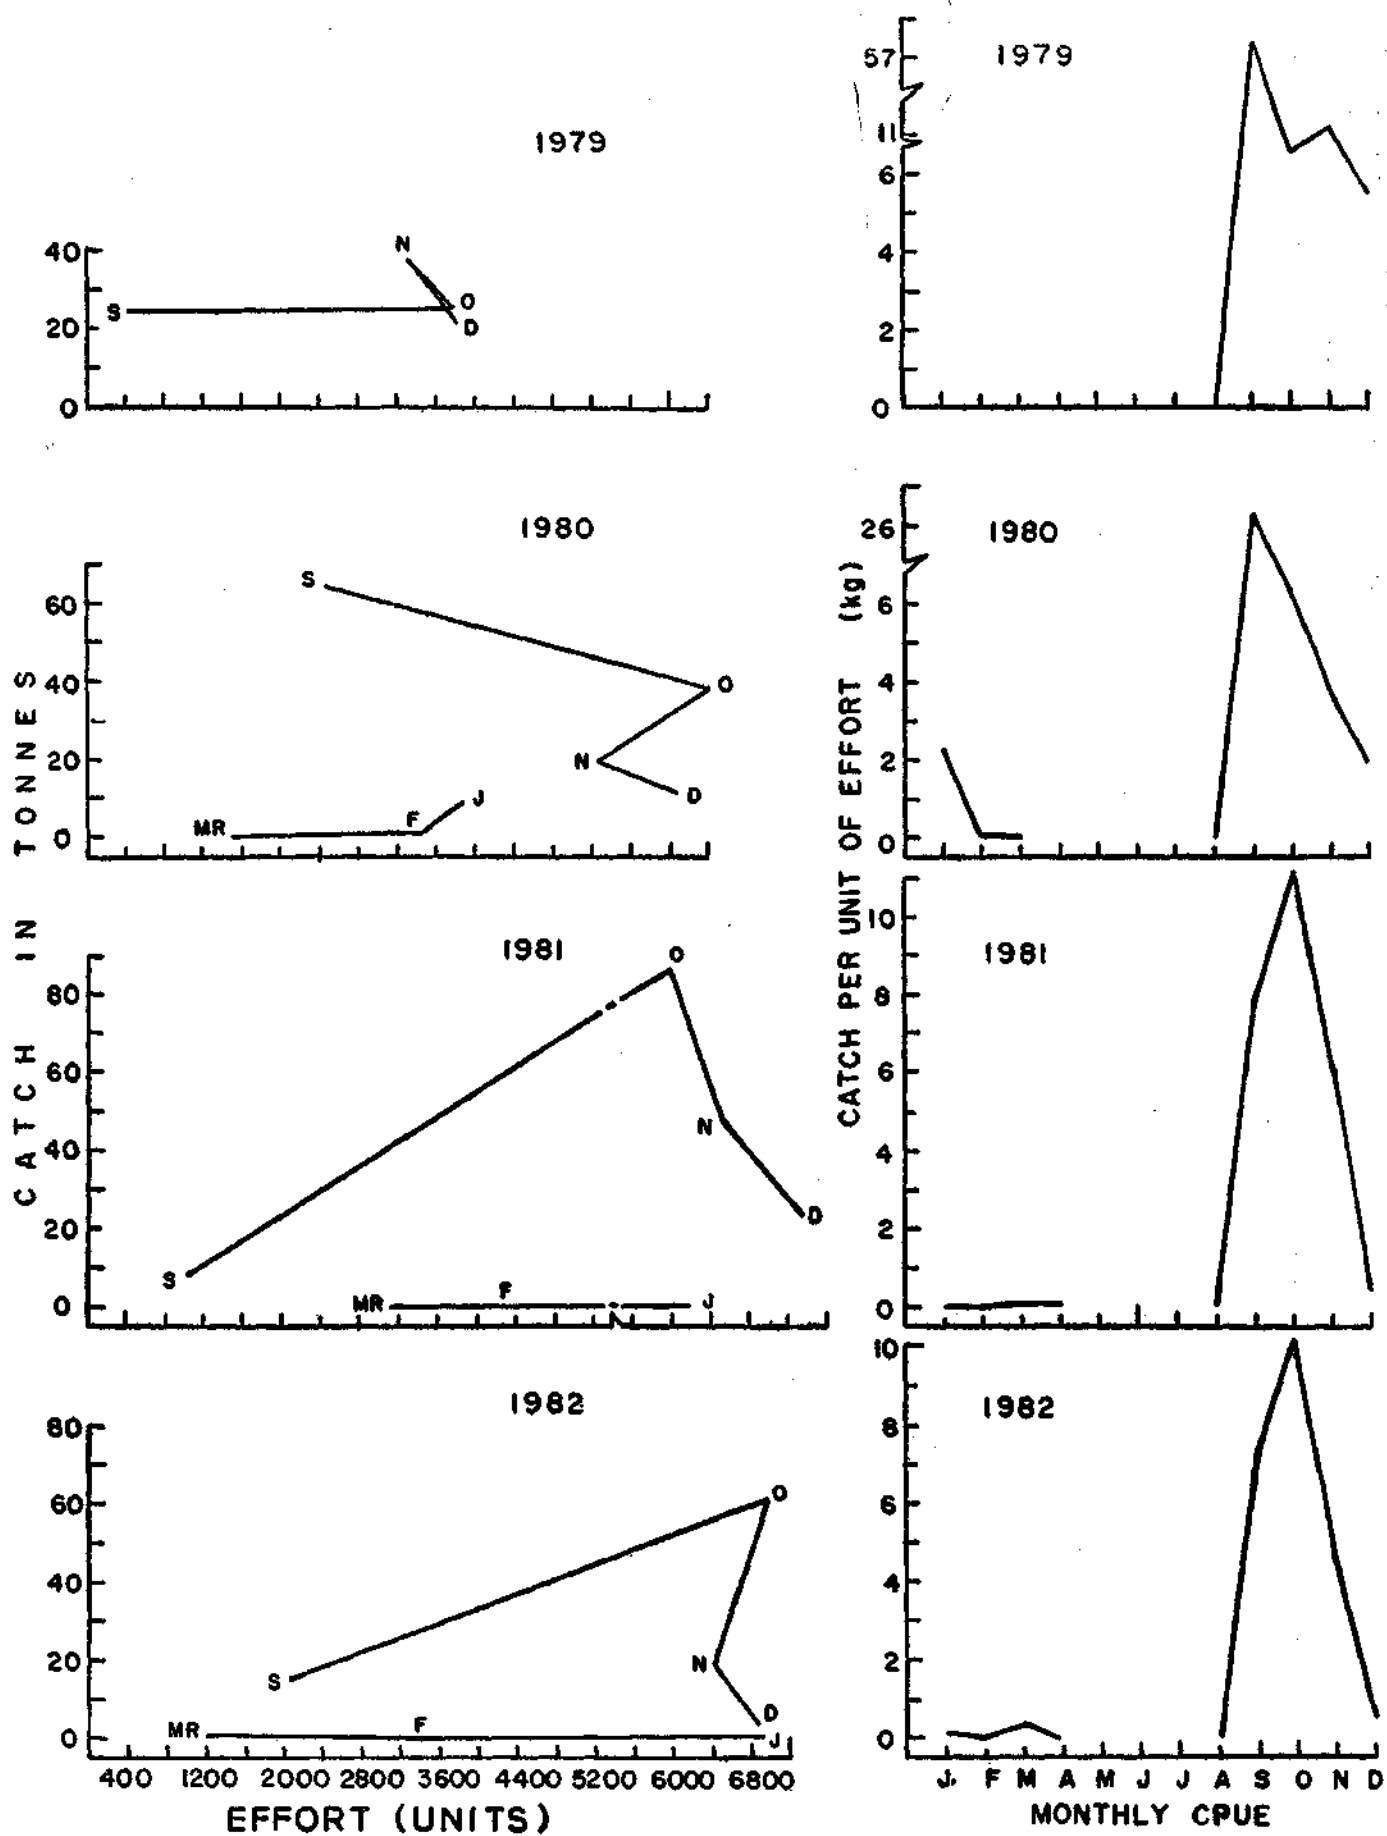 1979
40
20
0
N
S
O
D
1980
60
40
20
0
S
O
N
D
J
F
MR
1981
80
60
40
20
0
O
N
D
S
MR
F
J
1982
80
60
40
20
0
O
N
S
D
MR
F
J
400 1200 2000 2800 3600 4400 5200 6000 6800
EFFORT (UNITS)
CATCH IN TONNES
1979
57
11
6
4
2
0
1980
26
6
4
2
0
1981
10
8
6
4
2
0
1982
10
8
6
4
2
0
J F M A M J J A S O N D
MONTHLY CPUE
CATCH PER UNIT OF EFFORT (kg)